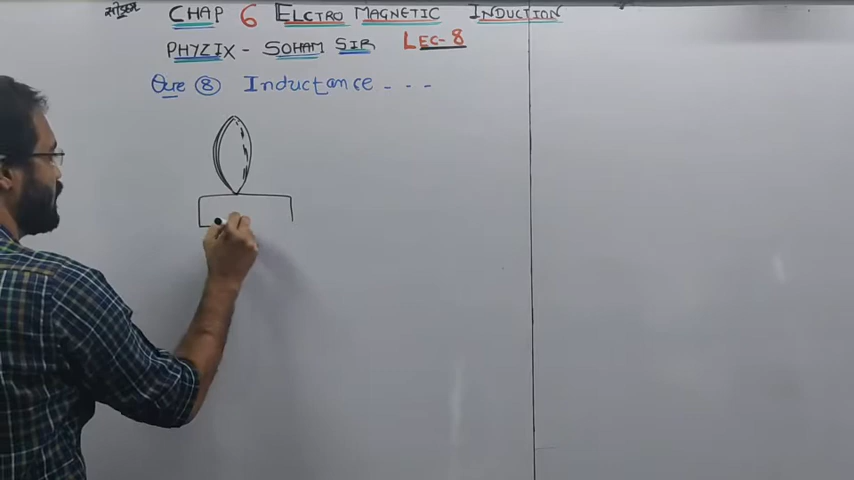 CHAP 6 ELCTRO MAGNETIC INDUCTION
PHYZIX - SOHAM SIR LEC-8
Que 8 Inductance - - -